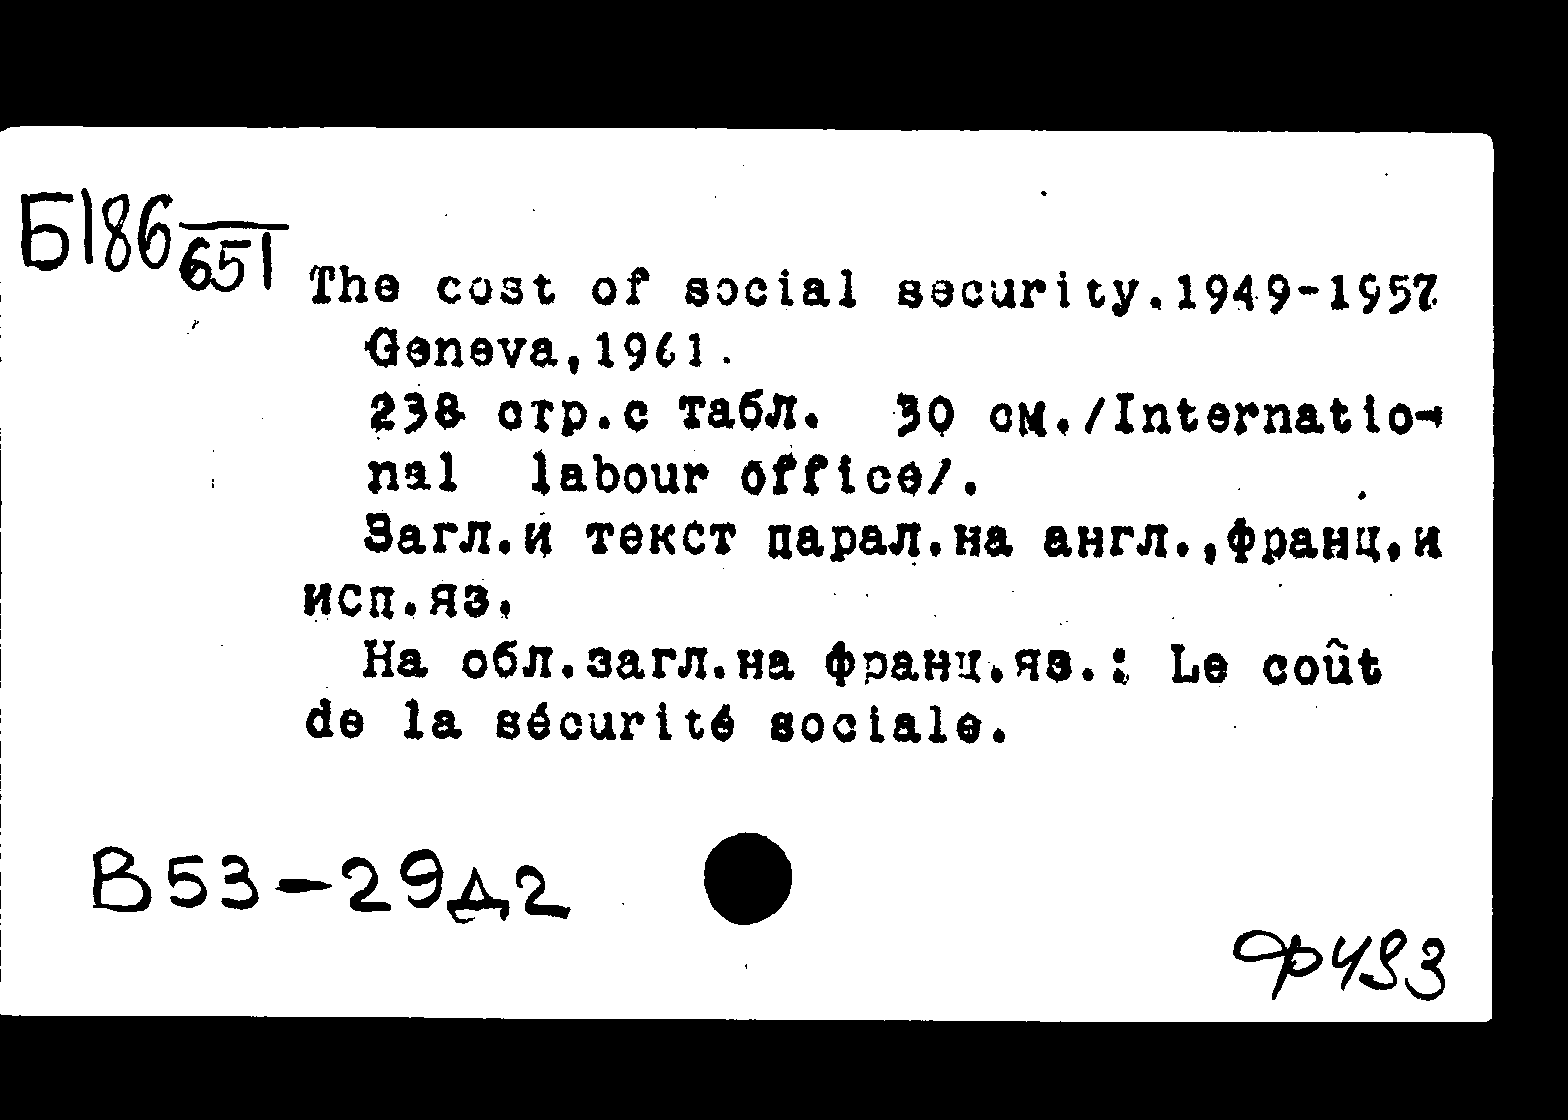 Б186
651
The cost of social security.1949-1957
Geneva,1961.
238 стр.с табл. 30 см./Internatio-
nal labour office/.
Загл.и текст парал.на англ.,франц.и
исп.яз.
На обл.загл.на франц.яз.: Le coût
de la sécurité sociale.
В53-29Д2